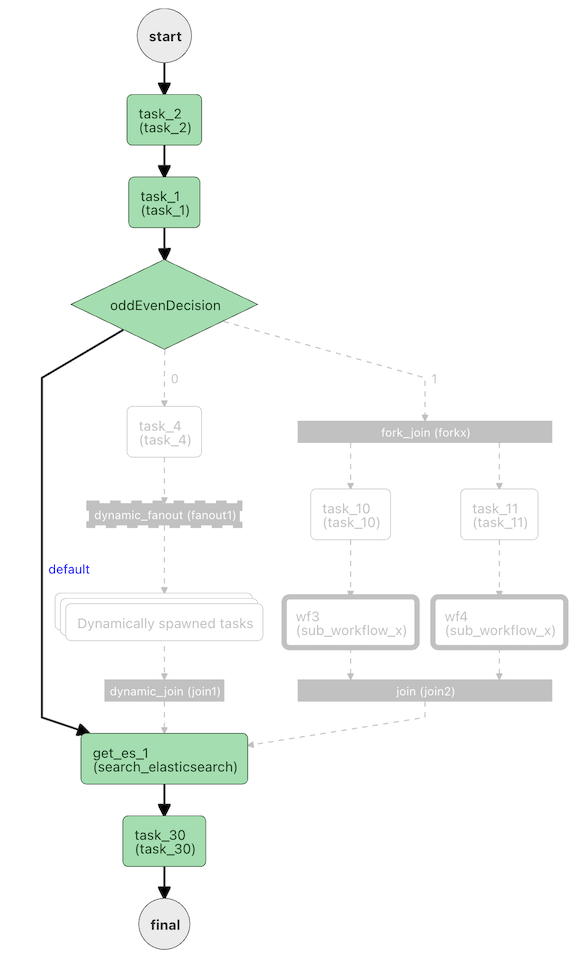 start
task_2
(task_2)
task_1
(task_1)
oddEvenDecision
0
1
task_4
(task_4)
fork_join (forkx)
dynamic_fanout (fanout1)
task_10
(task_10)
task_11
(task_11)
default
Dynamically spawned tasks
wf3
(sub_workflow_x)
wf4
(sub_workflow_x)
dynamic_join (join1)
join (join2)
get_es_1
(search_elasticsearch)
task_30
(task_30)
final